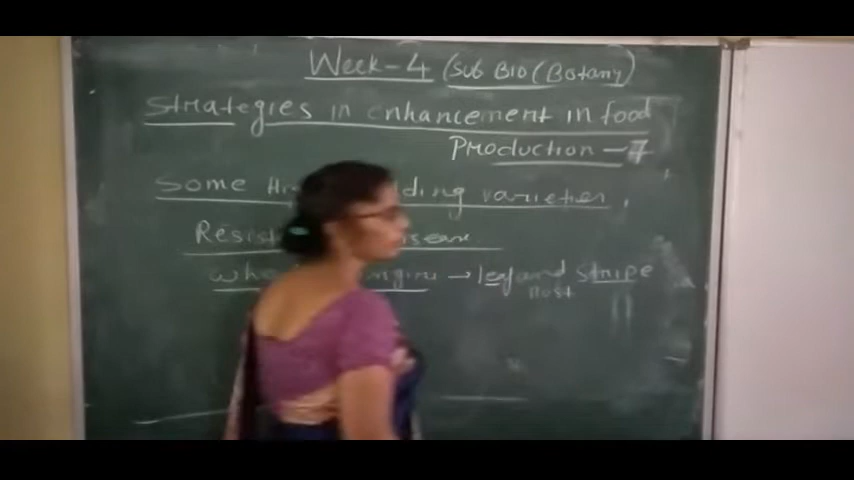 Week-4 (Sub Bio (Botany)
Strategies in enhancement in food
Production - 7
Some lding varieties
Resist
leaf and stripe
rust